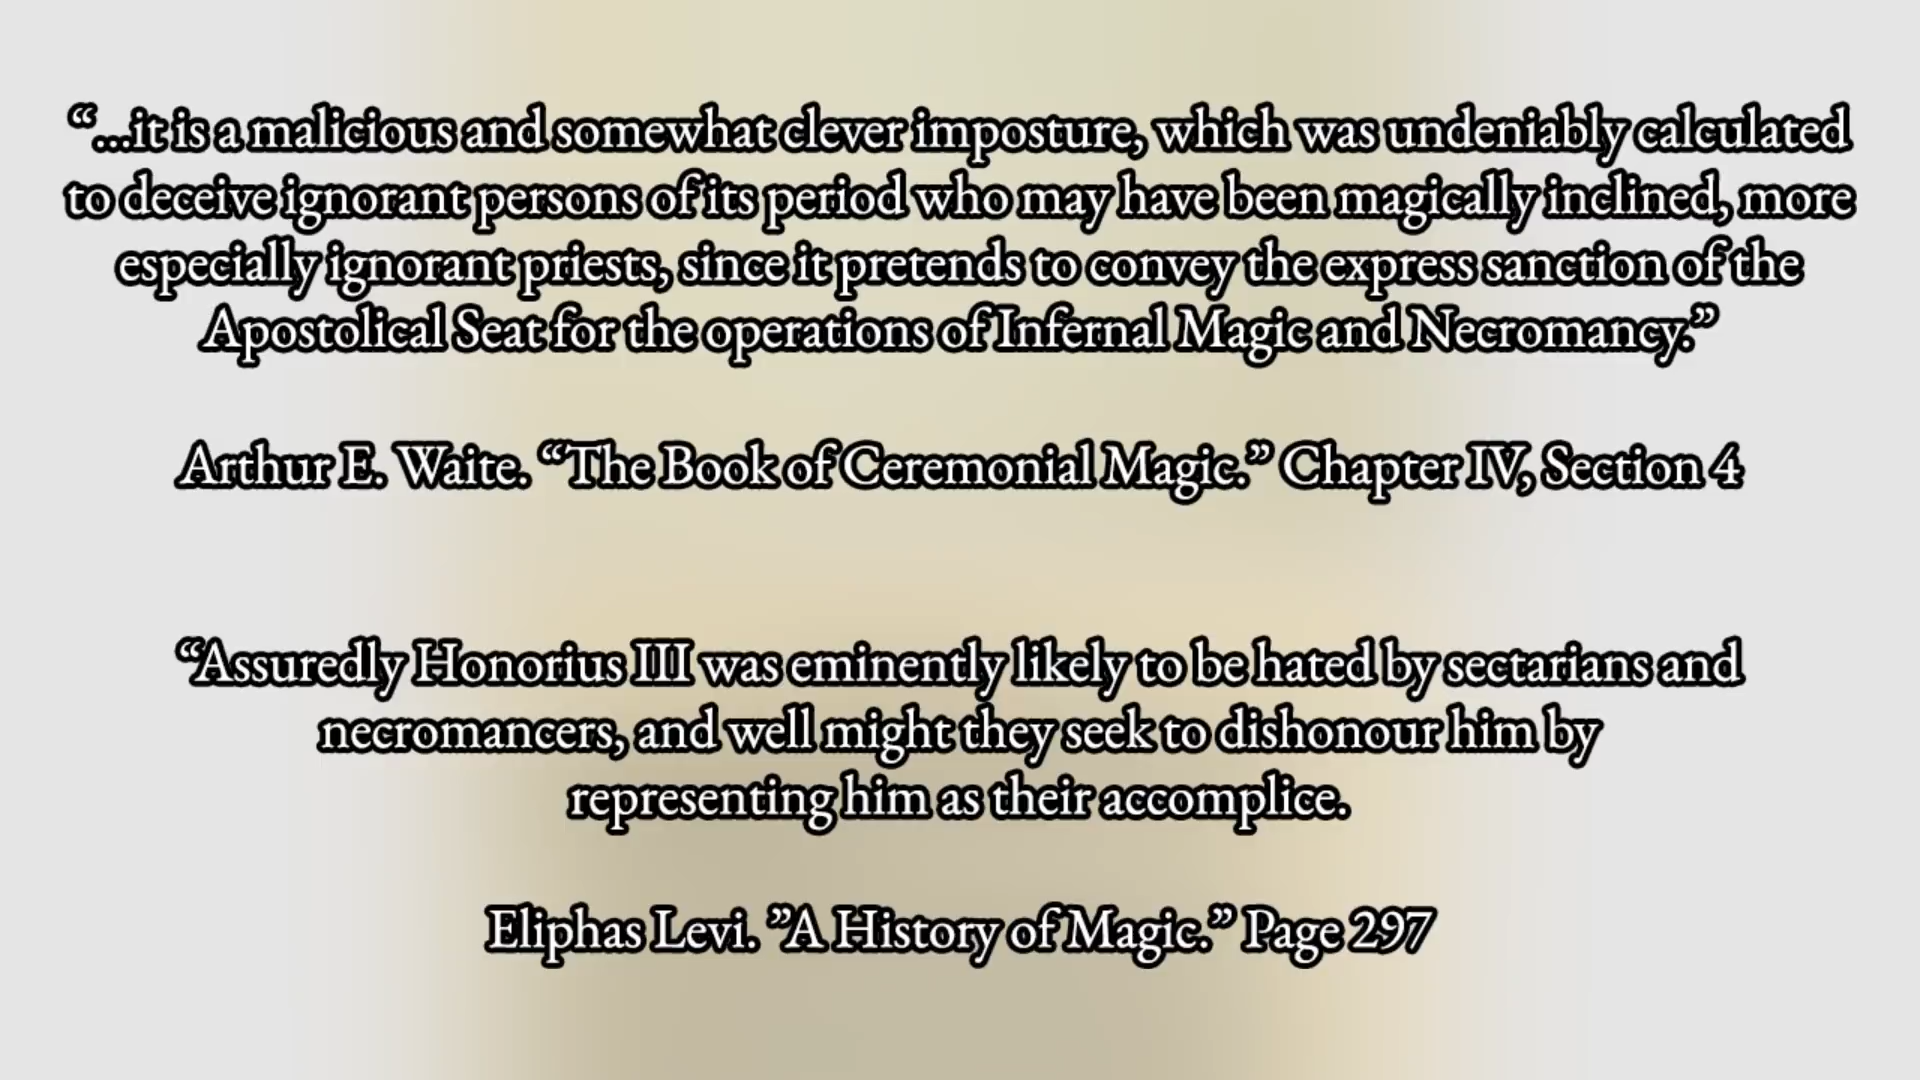 “...it is a malicious and somewhat clever imposture, which was undeniably calculated
to deceive ignorant persons of its period who may have been magically inclined, more
especially ignorant priests, since it pretends to convey the express sanction of the
Apostolical Seat for the operations of Infernal Magic and Necromancy.”
Arthur E. Waite. “The Book of Ceremonial Magic.” Chapter IV, Section 4
“Assuredly Honorius III was eminently likely to be hated by sectarians and
necromancers, and well might they seek to dishonour him by
representing him as their accomplice.
Eliphas Levi. ”A History of Magic.” Page 297